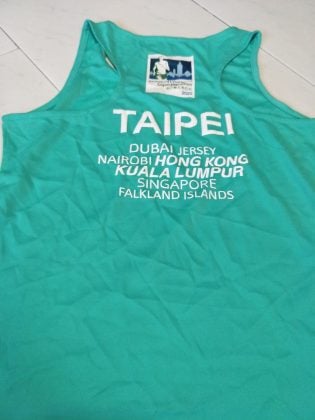 TAIPEI
DUBAI JERSEY
NAIROBI HONG KONG
KUALA LUMPUR
SINGAPORE
FALKLAND ISLANDS